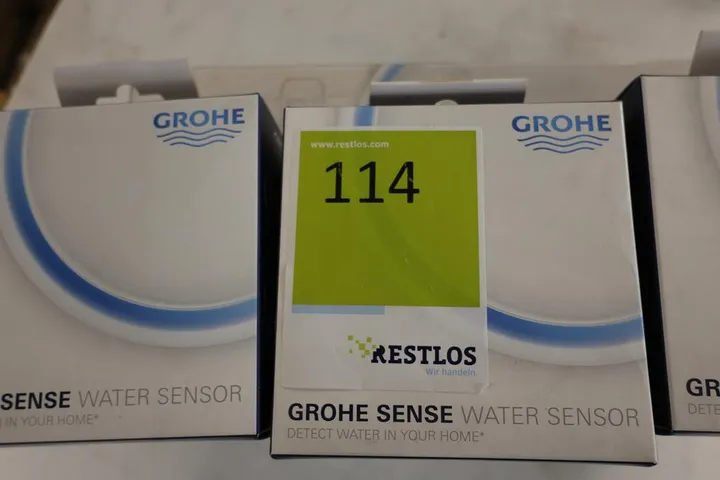 GROHE
SENSE WATER SENSOR
IN YOUR HOME*
GROHE
www.restlos.com
114
RESTLOS
Wir handeln.
GROHE SENSE WATER SENSOR
DETECT WATER IN YOUR HOME*
GR
DETE